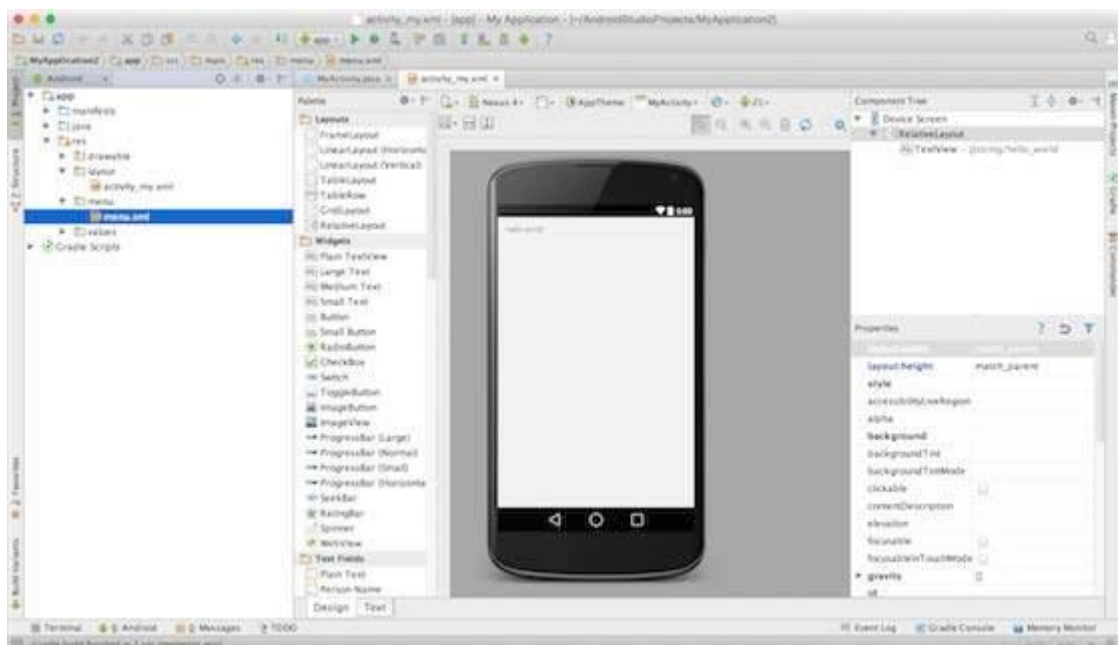 activity_my.xml - [app] - My Application - [~/AndroidStudioProjects/MyApplication2]
app
MyApplication2 app src main res menu menu.xml
Android
MyActivity.java activity_my.xml
1: Project
7: Structure
2: Favorites
Build Variants
app
manifests
java
res
drawable
layout
activity_my.xml
menu
menu.xml
values
Gradle Scripts
Palette
Layouts
FrameLayout
LinearLayout (Horizonta
LinearLayout (Vertical)
TableLayout
TableRow
GridLayout
RelativeLayout
Widgets
Plain TextView
Large Text
Medium Text
Small Text
Button
Small Button
RadioButton
CheckBox
Switch
ToggleButton
ImageButton
ImageView
ProgressBar (Large)
ProgressBar (Normal)
ProgressBar (Small)
ProgressBar (Horizonta
SeekBar
RatingBar
Spinner
WebView
Text Fields
Plain Text
Person Name
Design Text
Nexus 4 AppTheme MyActivity 21
Component Tree
Device Screen
RelativeLayout
TextView - @string/hello_world
Gradle
Commander
Properties
layout:height match_parent
style
accessibilityLiveRegion
alpha
background
backgroundTint
backgroundTintMode
clickable
contentDescription
elevation
focusable
focusableInTouchMode
gravity []
id
Terminal 6: Android 0: Messages TODO
Event Log Gradle Console Memory Monitor